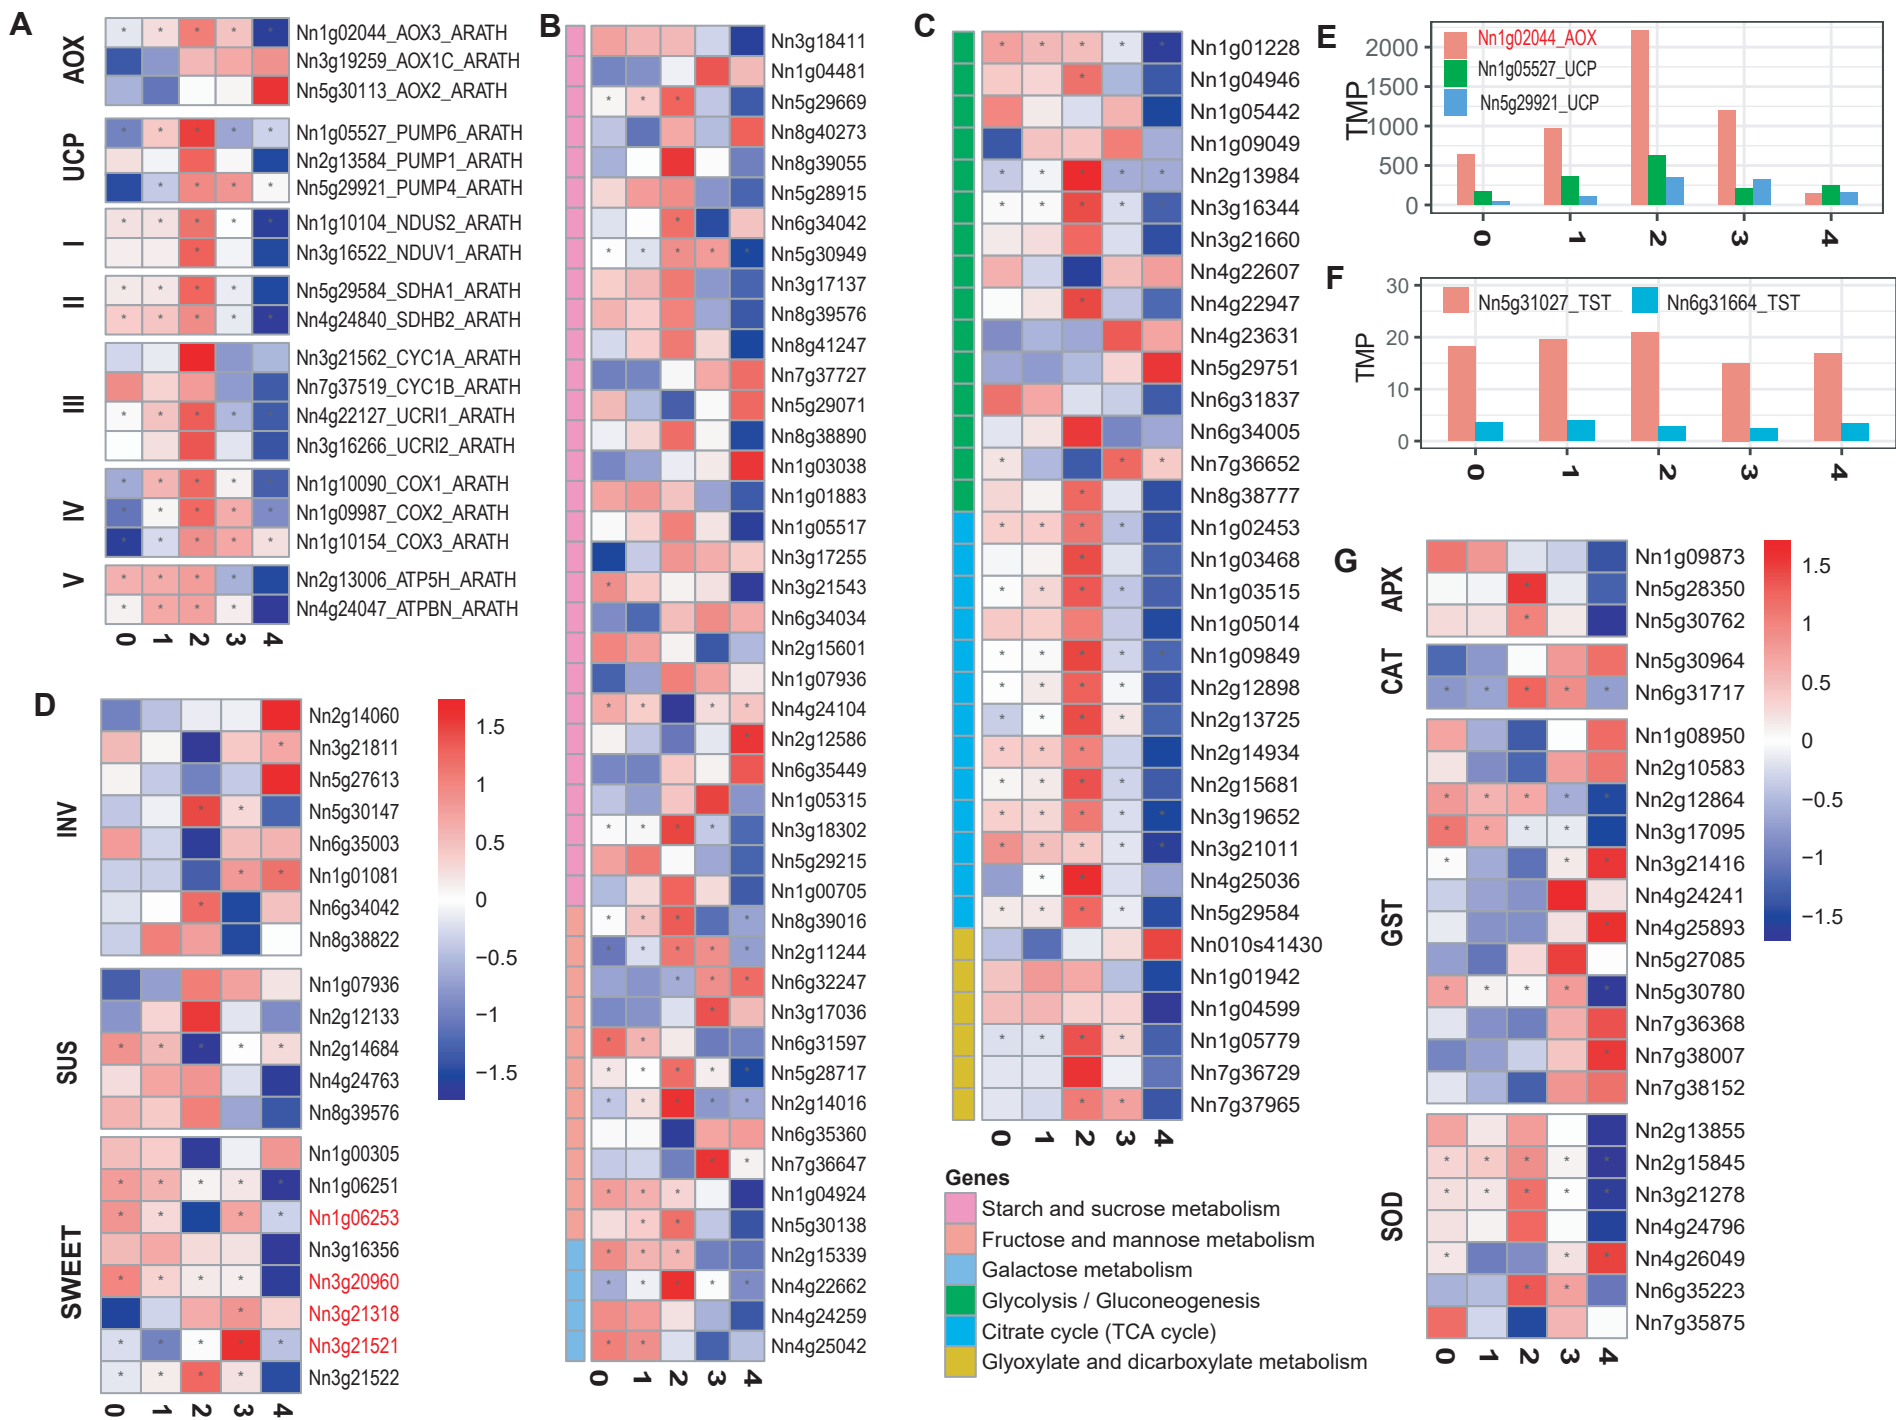 A
AOX
Nn1g02044_AOX3_ARATH
Nn3g19259_AOX1C_ARATH
Nn5g30113_AOX2_ARATH
UCP
Nn1g05527_PUMP6_ARATH
Nn2g13584_PUMP1_ARATH
Nn5g29921_PUMP4_ARATH
I
Nn1g10104_NDUS2_ARATH
Nn3g16522_NDUV1_ARATH
II
Nn5g29584_SDHA1_ARATH
Nn4g24840_SDHB2_ARATH
III
Nn3g21562_CYC1A_ARATH
Nn7g37519_CYC1B_ARATH
Nn4g22127_UCRI1_ARATH
Nn3g16266_UCRI2_ARATH
IV
Nn1g10090_COX1_ARATH
Nn1g09987_COX2_ARATH
Nn1g10154_COX3_ARATH
V
Nn2g13006_ATP5H_ARATH
Nn4g24047_ATPBN_ARATH
0 1 2 3 4
B
Nn3g18411
Nn1g04481
Nn5g29669
Nn8g40273
Nn8g39055
Nn5g28915
Nn6g34042
Nn5g30949
Nn3g17137
Nn8g39576
Nn8g41247
Nn7g37727
Nn5g29071
Nn8g38890
Nn1g03038
Nn1g01883
Nn1g05517
Nn3g17255
Nn3g21543
Nn6g34034
Nn2g15601
Nn1g07936
Nn4g24104
Nn2g12586
Nn6g35449
Nn1g05315
Nn3g18302
Nn5g29215
Nn1g00705
Nn8g39016
Nn2g11244
Nn6g32247
Nn3g17036
Nn6g31597
Nn5g28717
Nn2g14016
Nn6g35360
Nn7g36647
Nn1g04924
Nn5g30138
Nn2g15339
Nn4g22662
Nn4g24259
Nn4g25042
0 1 2 3 4
C
Nn1g01228
Nn1g04946
Nn1g05442
Nn1g09049
Nn2g13984
Nn3g16344
Nn3g21660
Nn4g22607
Nn4g22947
Nn4g23631
Nn5g29751
Nn6g31837
Nn6g34005
Nn7g36652
Nn8g38777
Nn1g02453
Nn1g03468
Nn1g03515
Nn1g05014
Nn1g09849
Nn2g12898
Nn2g13725
Nn2g14934
Nn2g15681
Nn3g19652
Nn3g21011
Nn4g25036
Nn5g29584
Nn010s41430
Nn1g01942
Nn1g04599
Nn1g05779
Nn7g36729
Nn7g37965
0 1 2 3 4
Genes
Starch and sucrose metabolism
Fructose and mannose metabolism
Galactose metabolism
Glycolysis / Gluconeogenesis
Citrate cycle (TCA cycle)
Glyoxylate and dicarboxylate metabolism
D
INV
Nn2g14060
Nn3g21811
Nn5g27613
Nn5g30147
Nn6g35003
Nn1g01081
Nn6g34042
Nn8g38822
SUS
Nn1g07936
Nn2g12133
Nn2g14684
Nn4g24763
Nn8g39576
SWEET
Nn1g00305
Nn1g06251
Nn1g06253
Nn3g16356
Nn3g20960
Nn3g21318
Nn3g21521
Nn3g21522
0 1 2 3 4
1.5
1
0.5
0
−0.5
−1
−1.5
E
TMP
2000
1500
1000
500
0
Nn1g02044_AOX
Nn1g05527_UCP
Nn5g29921_UCP
0 1 2 3 4
F
TMP
30
20
10
0
Nn5g31027_TST
Nn6g31664_TST
0 1 2 3 4
G
APX
Nn1g09873
Nn5g28350
Nn5g30762
CAT
Nn5g30964
Nn6g31717
GST
Nn1g08950
Nn2g10583
Nn2g12864
Nn3g17095
Nn3g21416
Nn4g24241
Nn4g25893
Nn5g27085
Nn5g30780
Nn7g36368
Nn7g38007
Nn7g38152
SOD
Nn2g13855
Nn2g15845
Nn3g21278
Nn4g24796
Nn4g26049
Nn6g35223
Nn7g35875
0 1 2 3 4
1.5
1
0.5
0
−0.5
−1
−1.5